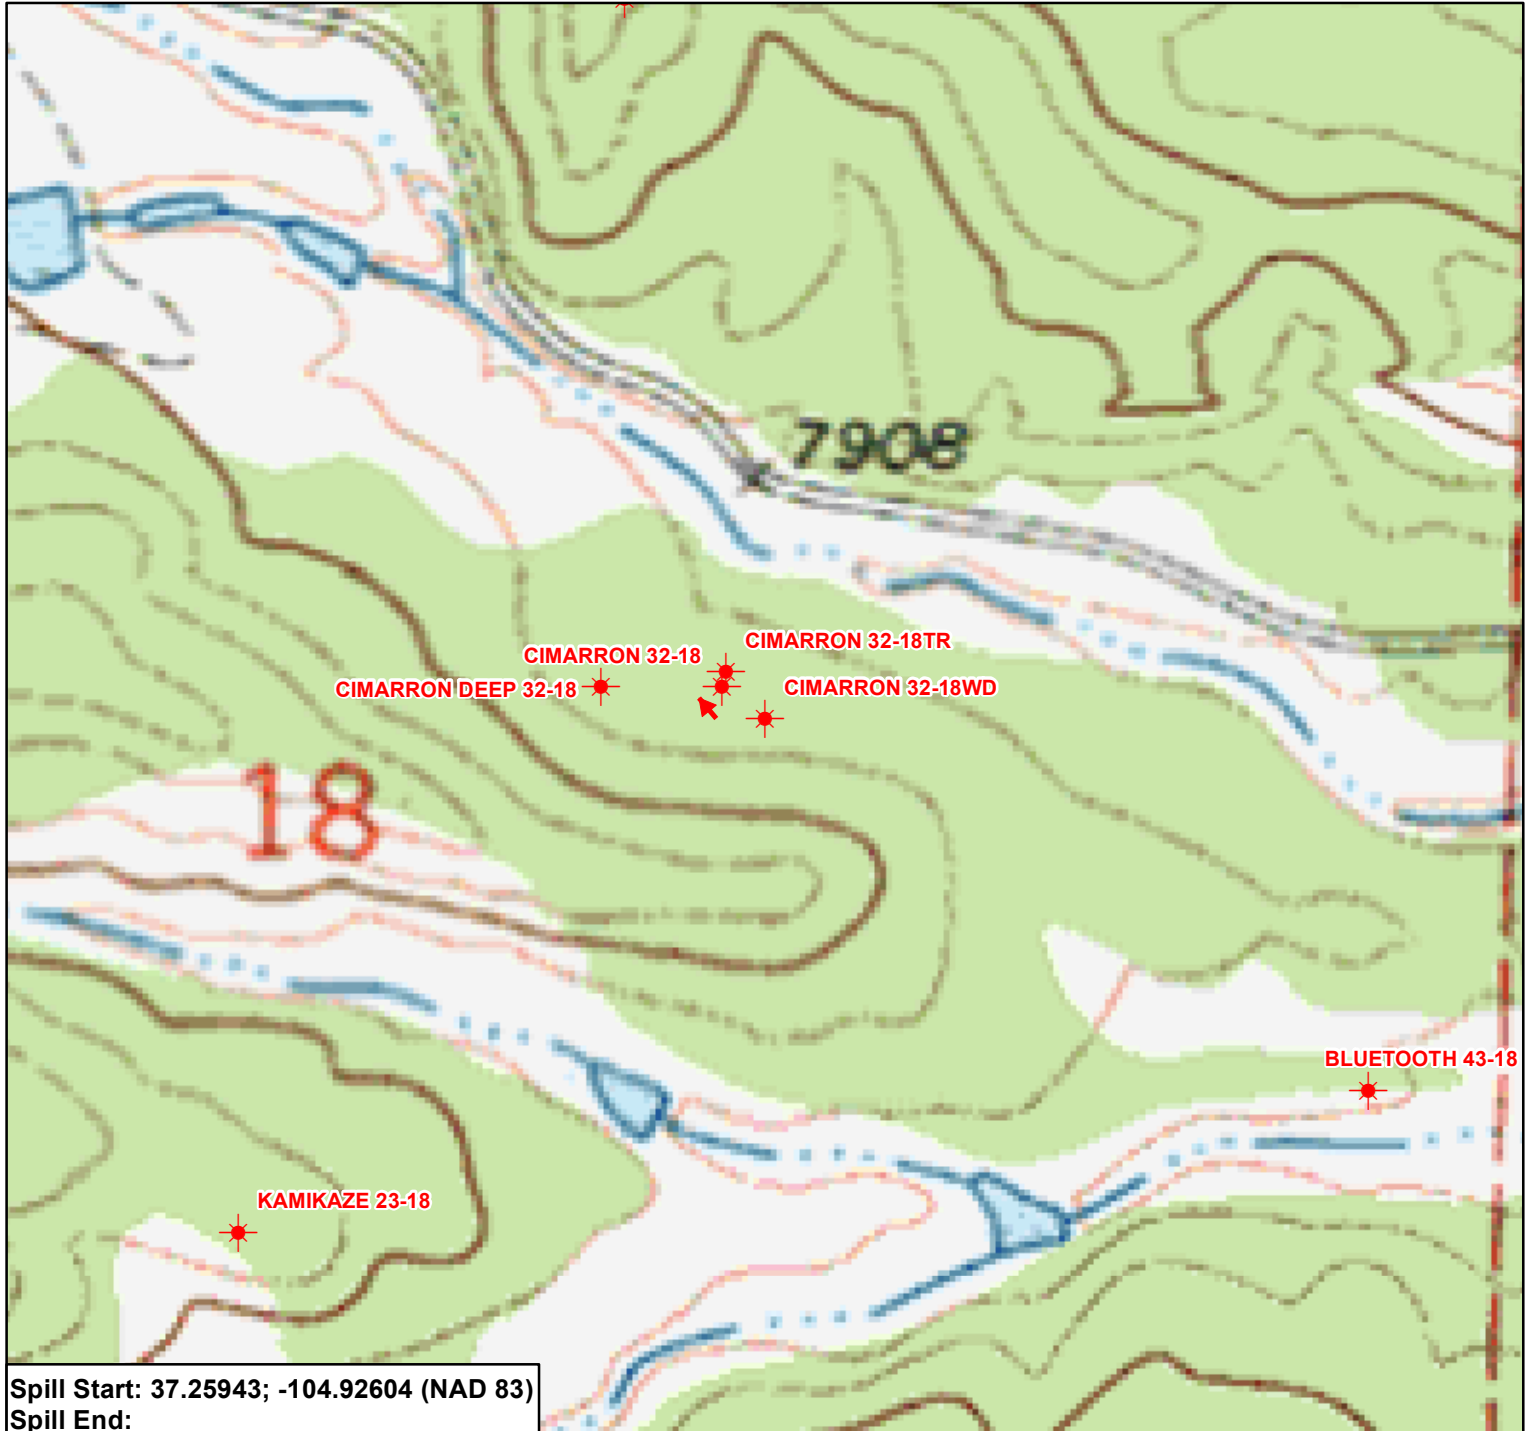 7908
CIMARRON 32-18TR
CIMARRON 32-18
CIMARRON DEEP 32-18
CIMARRON 32-18WD
18
BLUETOOTH 43-18
KAMIKAZE 23-18
Spill Start: 37.25943; -104.92604 (NAD 83)
Spill End: